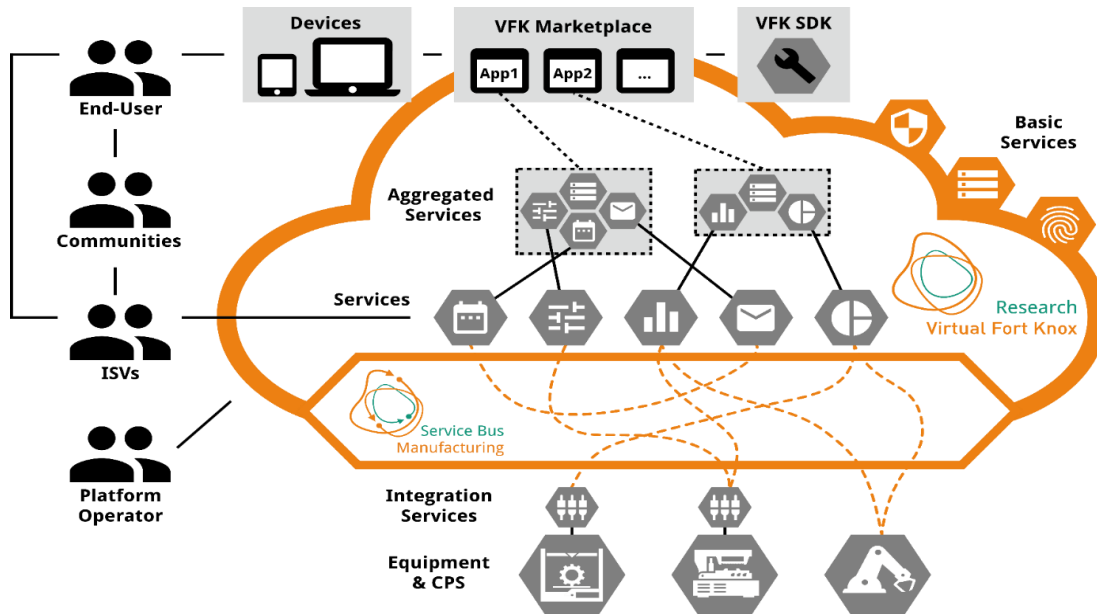 Devices
VFK Marketplace
VFK SDK
App1
App2
...
End-User
Basic
Services
Aggregated
Services
Communities
Services
Research
Virtual Fort Knox
ISVs
Service Bus
Manufacturing
Platform
Operator
Integration
Services
Equipment
& CPS